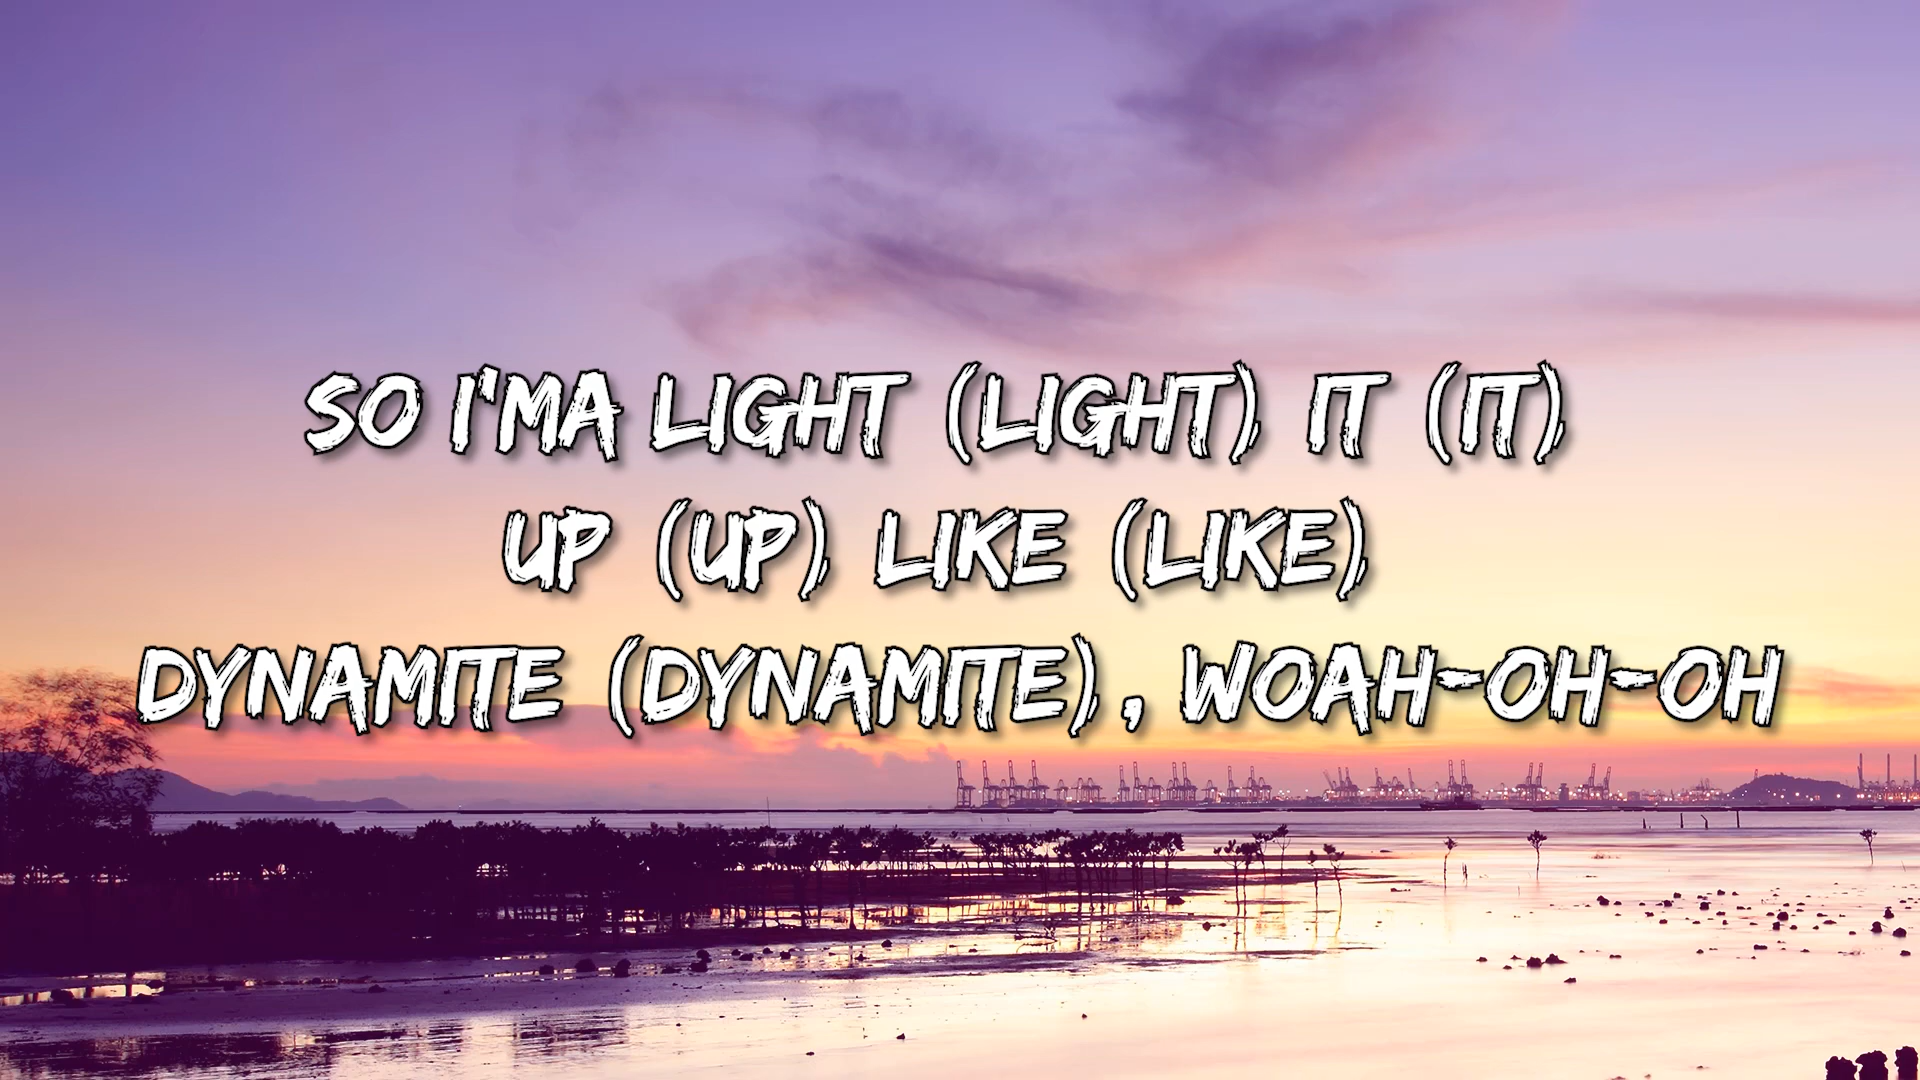 SO I'MA LIGHT (LIGHT) IT (IT)
UP (UP) LIKE (LIKE)
DYNAMITE (DYNAMITE), WOAH-OH-OH